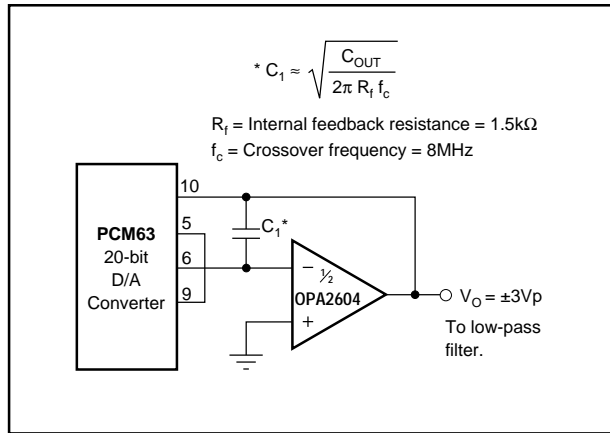 * C₁ ≈ √(C_OUT / 2π R_f f_c)
R_f = Internal feedback resistance = 1.5kΩ
f_c = Crossover frequency = 8MHz
10
PCM63
20-bit
D/A
Converter
5
6
9
C₁*
–
½
OPA2604
+
V_O = ±3Vp
To low-pass
filter.